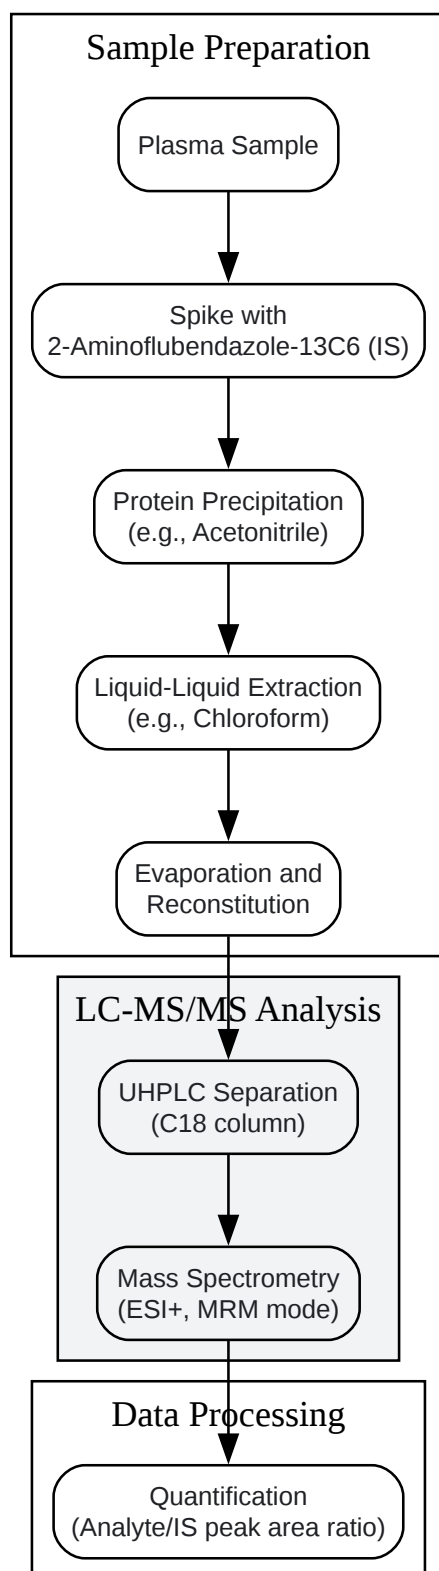 Sample Preparation
Plasma Sample
Spike with
2-Aminoflubendazole-13C6 (IS)
Protein Precipitation
(e.g., Acetonitrile)
Liquid-Liquid Extraction
(e.g., Chloroform)
Evaporation and
Reconstitution
LC-MS/MS Analysis
UHPLC Separation
(C18 column)
Mass Spectrometry
(ESI+, MRM mode)
Data Processing
Quantification
(Analyte/IS peak area ratio)